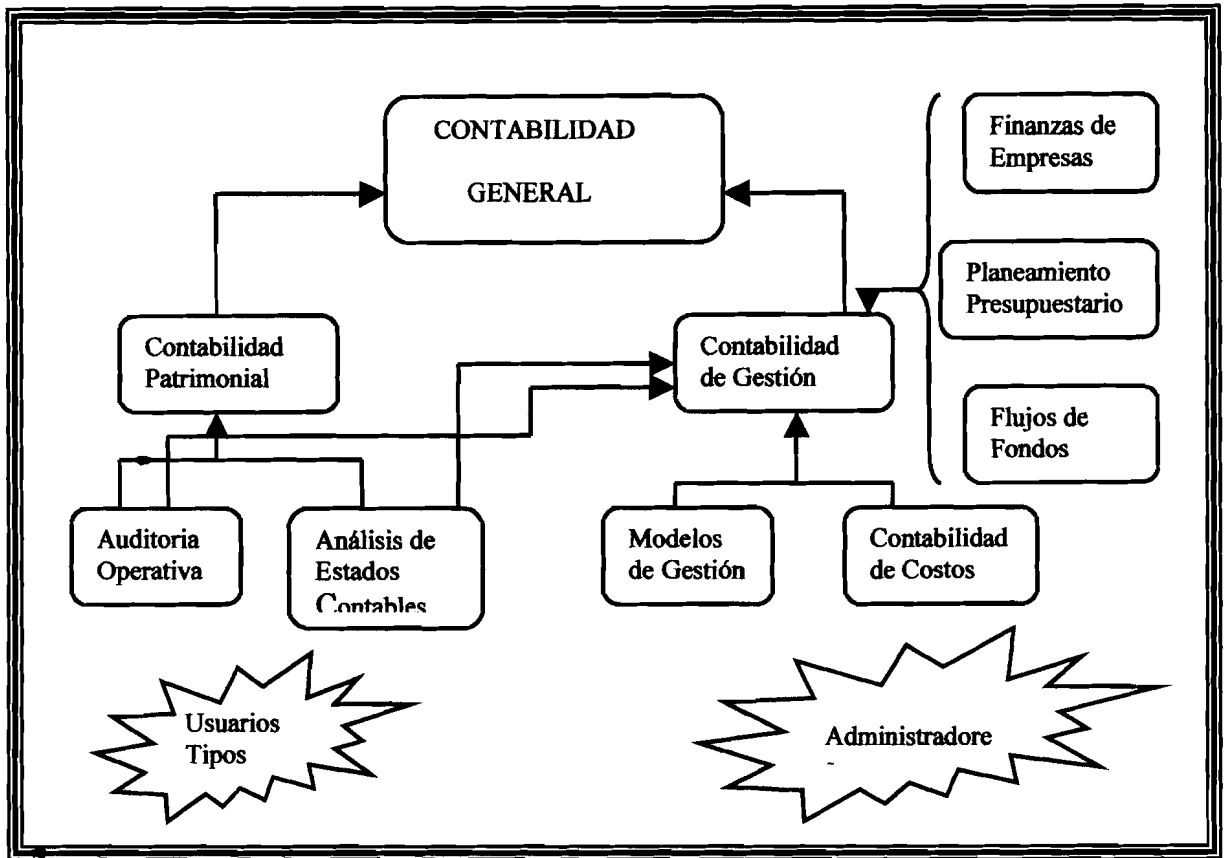 CONTABILIDAD
GENERAL
Finanzas de
Empresas
Planeamiento
Presupuestario
Flujos de
Fondos
Contabilidad
Patrimonial
Contabilidad
de Gestión
Auditoria
Operativa
Análisis de
Estados
Contables
Modelos
de Gestión
Contabilidad
de Costos
Usuarios
Tipos
Administradore